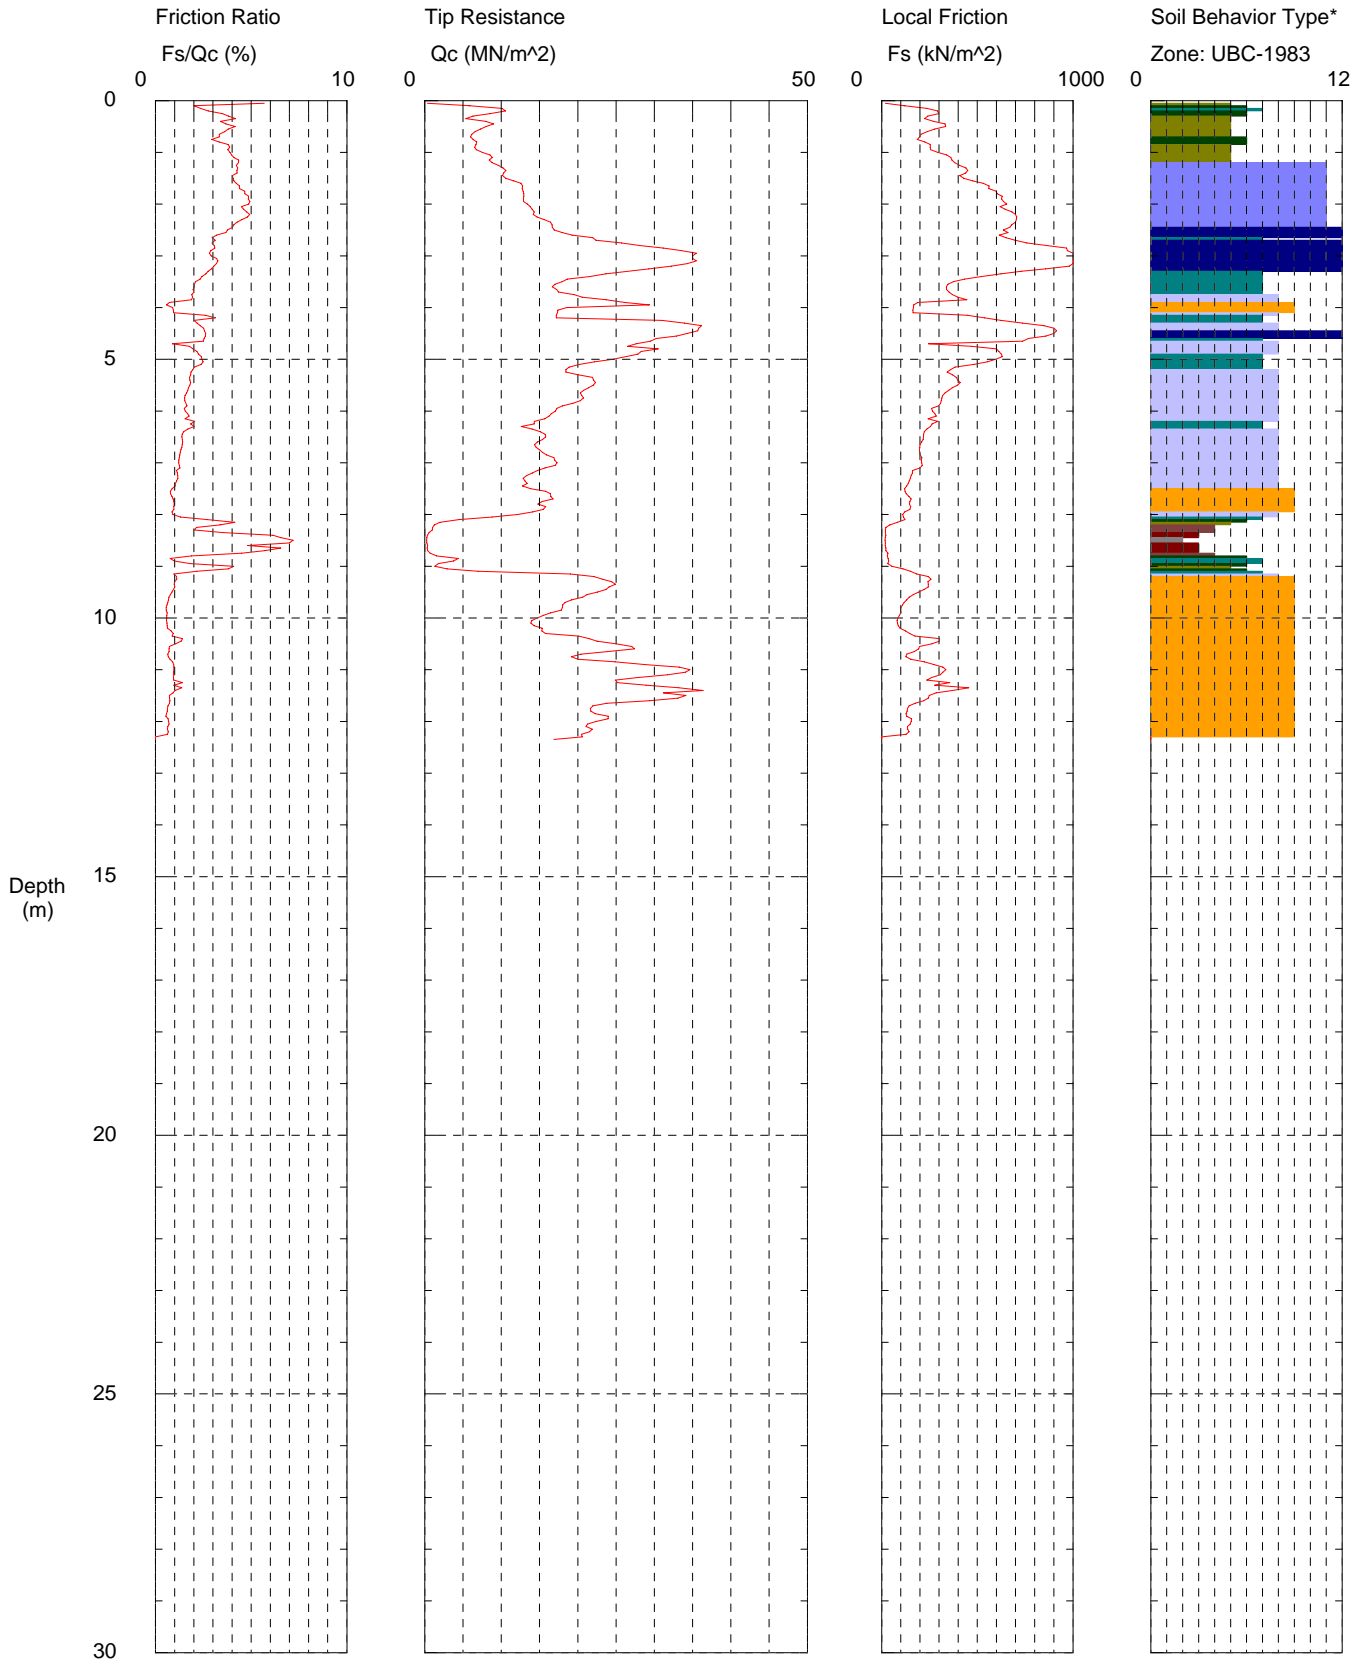 Friction Ratio
Fs/Qc (%)
0 10
Tip Resistance
Qc (MN/m^2)
0 50
Local Friction
Fs (kN/m^2)
0 1000
Soil Behavior Type*
Zone: UBC-1983
0 12
0
5
10
15
20
25
30
Depth
(m)